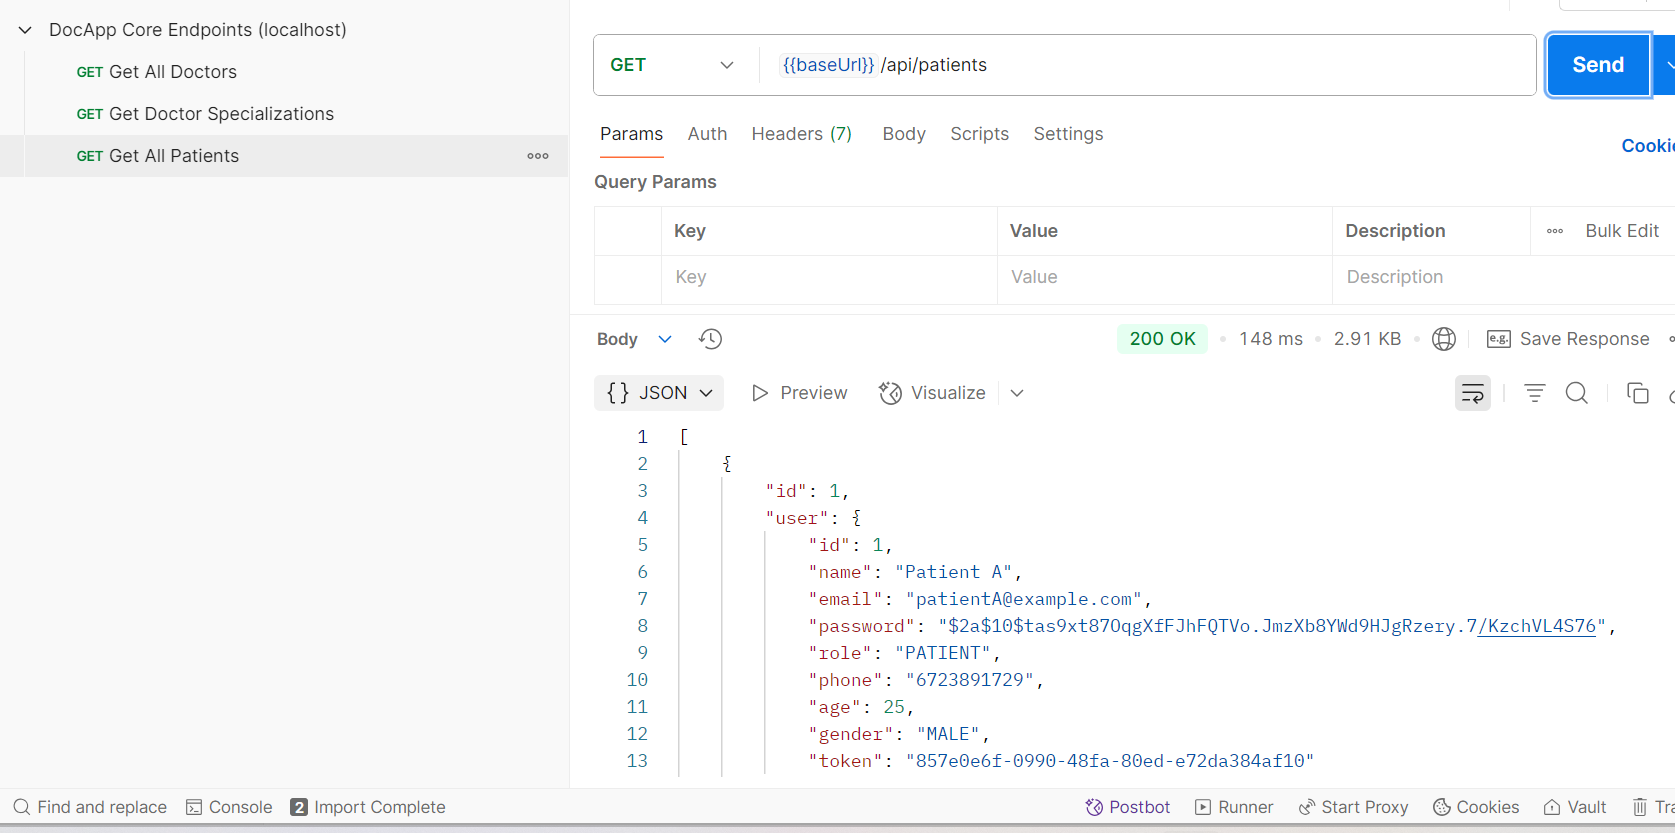 DocApp Core Endpoints (localhost)
GET Get All Doctors
GET Get Doctor Specializations
GET Get All Patients
GET {{baseUrl}} /api/patients Send
Params Auth Headers (7) Body Scripts Settings
Query Params
Key Value Description Bulk Edit
Key Value Description
Body 200 OK 148 ms 2.91 KB e.g. Save Response
{} JSON Preview Visualize
1 [
2 {
3 "id": 1,
4 "user": {
5 "id": 1,
6 "name": "Patient A",
7 "email": "patientA@example.com",
8 "password": "$2a$10$tas9xt87OqgXfFJhFQTVo.JmzXb8YWd9HJgRzery.7/KzchVL4S76",
9 "role": "PATIENT",
10 "phone": "6723891729",
11 "age": 25,
12 "gender": "MALE",
13 "token": "857e0e6f-0990-48fa-80ed-e72da384af10"
Find and replace Console 2 Import Complete Postbot Runner Start Proxy Cookies Vault